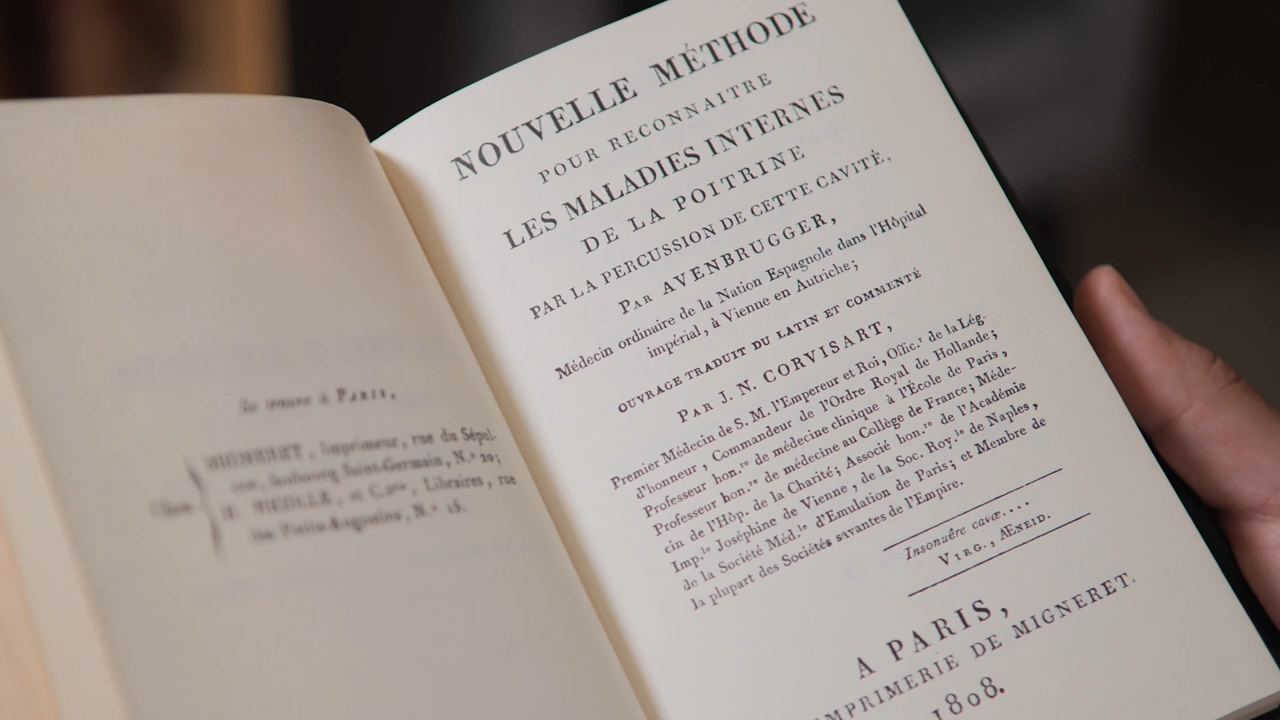 Se trouve à PARIS,
Chez
MIGNERET, Imprimeur, rue du Sépul-
cre, faubourg Saint-Germain, N.º 20;
H. NICOLLE, et C.nie, Libraires, rue
des Petits-Augustins, N.º 15.
NOUVELLE MÉTHODE
POUR RECONNAITRE
LES MALADIES INTERNES
DE LA POITRINE
PAR LA PERCUSSION DE CETTE CAVITÉ,
PAR AVENBRUGGER,
Médecin ordinaire de la Nation Espagnole dans l'Hôpital
impérial, à Vienne en Autriche;
OUVRAGE TRADUIT DU LATIN ET COMMENTÉ
PAR J. N. CORVISART,
Premier Médecin de S. M. l'Empereur et Roi, Offic.r de la Lég.
d'honneur, Commandeur de l'Ordre Royal de Hollande;
Professeur hon.re de médecine clinique à l'École de Paris,
Professeur hon.re de médecine au Collège de France; Méde-
cin de l'Hôp. de la Charité; Associé hon.re de l'Académie
Imp.le Joséphine de Vienne, de la Soc. Roy.le de Naples,
de la Société Méd.le d'Emulation de Paris; et Membre de
la plupart des Sociétés savantes de l'Empire.
Insonuêre cavæ....
VIRG., ÆNEID.
A PARIS,
IMPRIMERIE DE MIGNERET.
1808.